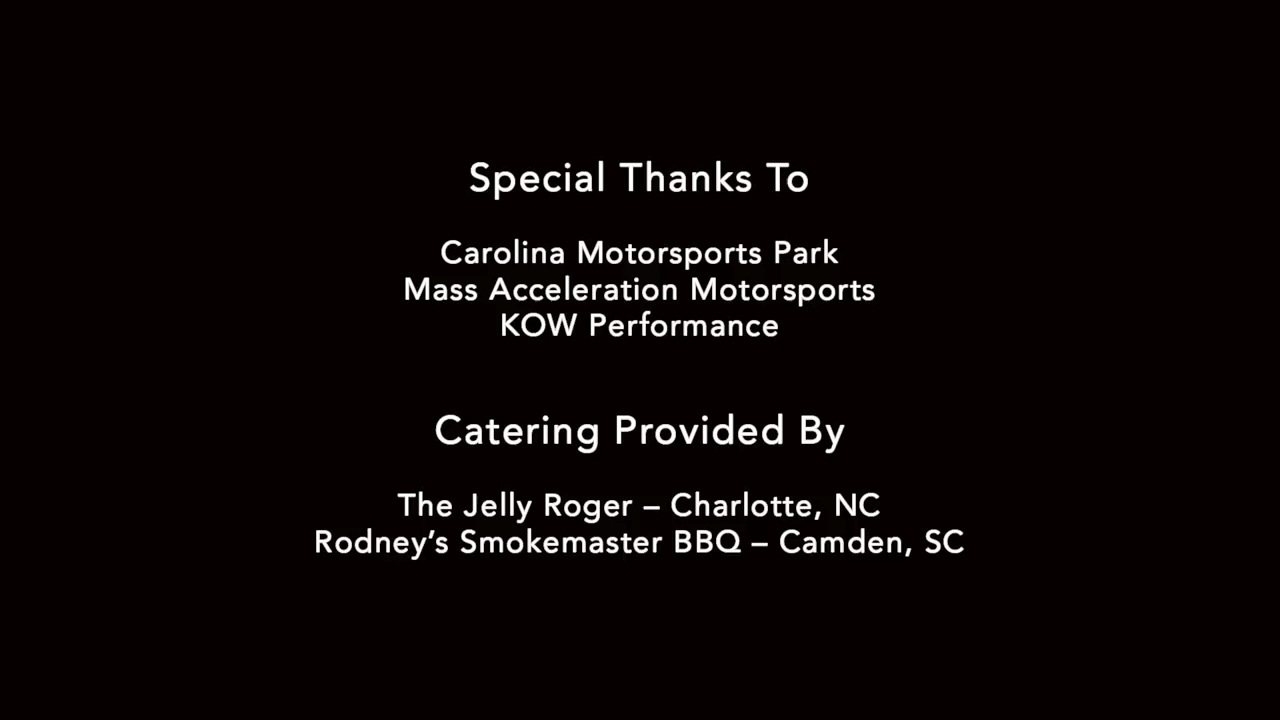 Special Thanks To
Carolina Motorsports Park
Mass Acceleration Motorsports
KOW Performance
Catering Provided By
The Jelly Roger – Charlotte, NC
Rodney’s Smokemaster BBQ – Camden, SC